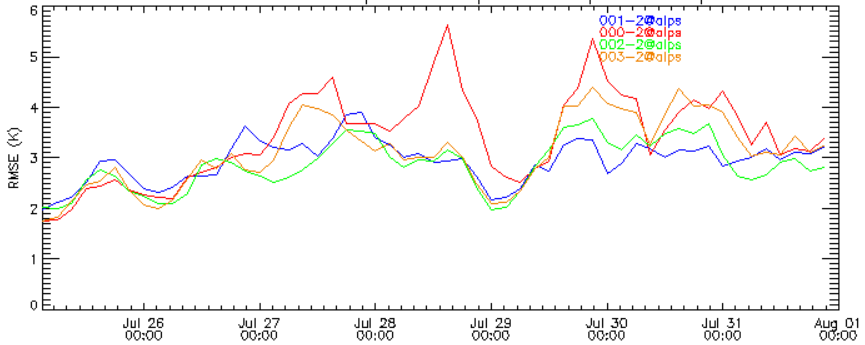 6
5
4
3
2
1
0
RMSE (K)
001-2@alps
000-2@alps
002-2@alps
003-2@alps
Jul 26 Jul 27 Jul 28 Jul 29 Jul 30 Jul 31 Aug 01
00:00 00:00 00:00 00:00 00:00 00:00 00:00